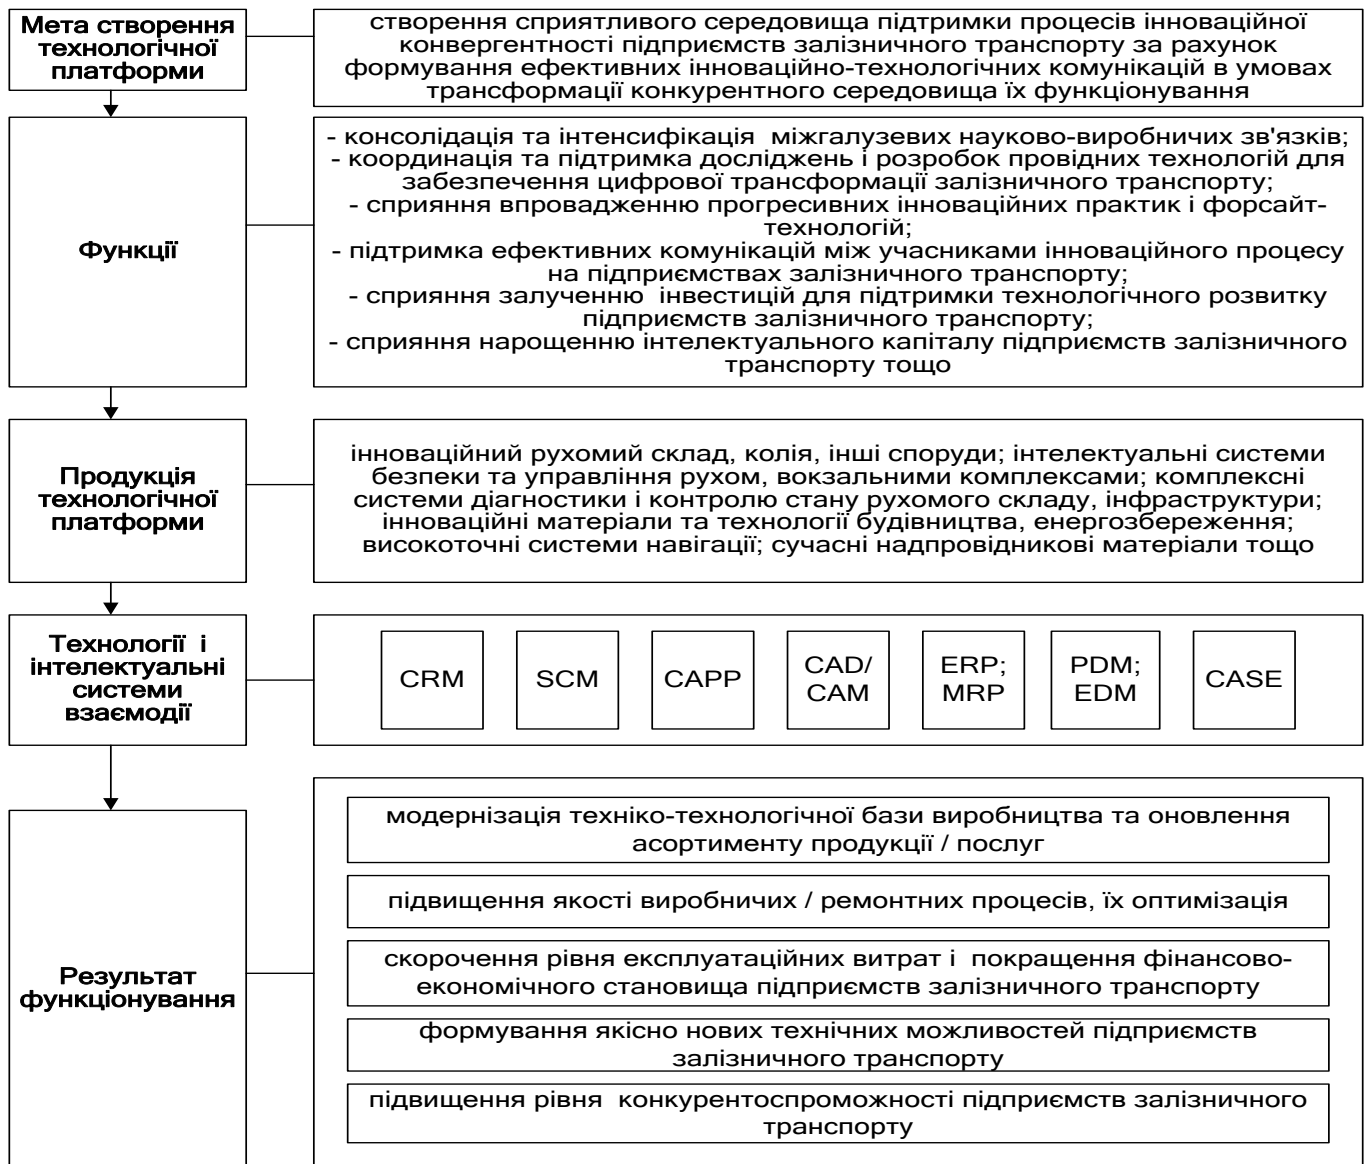 Мета створення
технологічної
платформи
створення сприятливого середовища підтримки процесів інноваційної
конвергентності підприємств залізничного транспорту за рахунок
формування ефективних інноваційно-технологічних комунікацій в умовах
трансформації конкурентного середовища їх функціонування
Функції
- консолідація та інтенсифікація міжгалузевих науково-виробничих зв'язків;
- координація та підтримка досліджень і розробок провідних технологій для
забезпечення цифрової трансформації залізничного транспорту;
- сприяння впровадженню прогресивних інноваційних практик і форсайт-
технологій;
- підтримка ефективних комунікацій між учасниками інноваційного процесу
на підприємствах залізничного транспорту;
- сприяння залученню інвестицій для підтримки технологічного розвитку
підприємств залізничного транспорту;
- сприяння нарощенню інтелектуального капіталу підприємств залізничного
транспорту тощо
Продукція
технологічної
платформи
інноваційний рухомий склад, колія, інші споруди; інтелектуальні системи
безпеки та управління рухом, вокзальними комплексами; комплексні
системи діагностики і контролю стану рухомого складу, інфраструктури;
інноваційні матеріали та технології будівництва, енергозбереження;
високоточні системи навігації; сучасні надпровідникові матеріали тощо
Технології і
інтелектуальні
системи
взаємодії
CRM
SCM
CAPP
CAD/
CAM
ERP;
MRP
PDM;
EDM
CASE
Результат
функціонування
модернізація техніко-технологічної бази виробництва та оновлення
асортименту продукції / послуг
підвищення якості виробничих / ремонтних процесів, їх оптимізація
скорочення рівня експлуатаційних витрат і покращення фінансово-
економічного становища підприємств залізничного транспорту
формування якісно нових технічних можливостей підприємств
залізничного транспорту
підвищення рівня конкурентоспроможності підприємств залізничного
транспорту